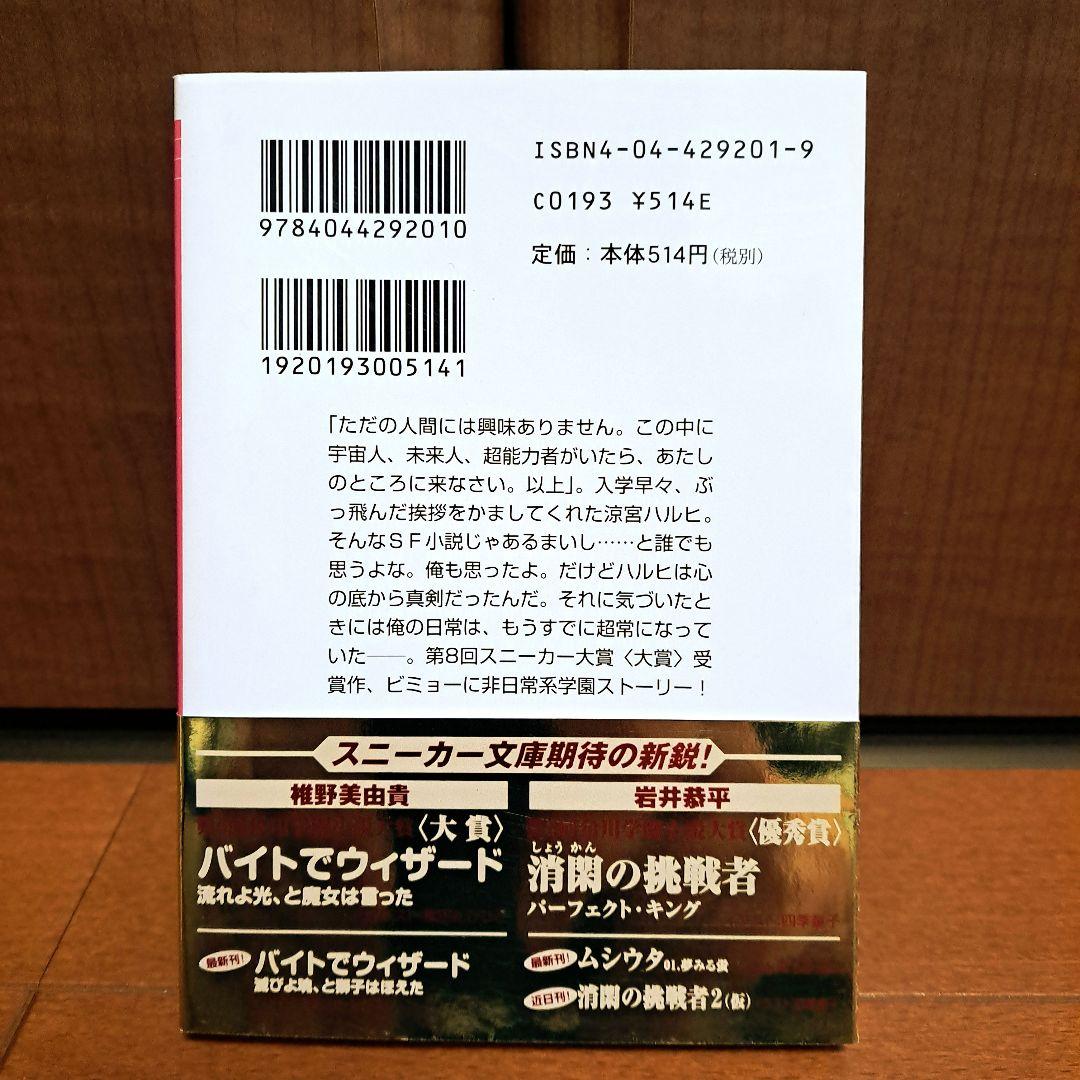 9784044292010
ISBN4-04-429201-9
C0193 ¥514E
定価：本体514円（税別）
1920193005141
「ただの人間には興味ありません。この中に
宇宙人、未来人、超能力者がいたら、あたし
のところに来なさい。以上」。入学早々、ぶ
っ飛んだ挨拶をかましてくれた涼宮ハルヒ。
そんなＳＦ小説じゃあるまいし……と誰でも
思うよな。俺も思ったよ。だけどハルヒは心
の底から真剣だったんだ。それに気づいたと
きには俺の日常は、もうすでに超常になって
いた――。第8回スニーカー大賞〈大賞〉受
賞作、ビミョーに非日常系学園ストーリー！
スニーカー文庫期待の新鋭！
椎野美由貴
〈大賞〉
バイトでウィザード
流れよ光、と魔女は言った
最新刊！ バイトでウィザード
滅びよ魂、と獅子はほえた
岩井恭平
大賞〈優秀賞〉
しょうかん
消閑の挑戦者
パーフェクト・キング
最新刊！ ムシウタ 01.夢みる蛍
近日刊！ 消閑の挑戦者2（仮）